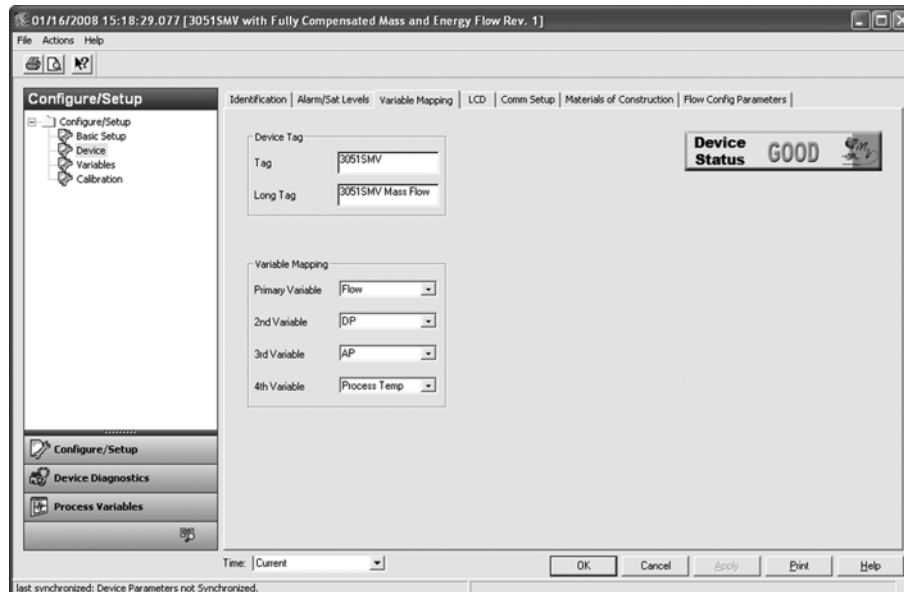 01/16/2008 15:18:29.077 [3051SMV with Fully Compensated Mass and Energy Flow Rev. 1]
File Actions Help
Configure/Setup
Configure/Setup
Basic Setup
Device
Variables
Calibration
Configure/Setup
Device Diagnostics
Process Variables
Identification
Alarm/Sat Levels
Variable Mapping
LCD
Comm Setup
Materials of Construction
Flow Config Parameters
Device Tag
Tag 3051SMV
Long Tag 3051SMV Mass Flow
Device Status GOOD
Variable Mapping
Primary Variable Flow
2nd Variable DP
3rd Variable AP
4th Variable Process Temp
Time: Current
OK Cancel Apply Print Help
last synchronized: Device Parameters not Synchronized.